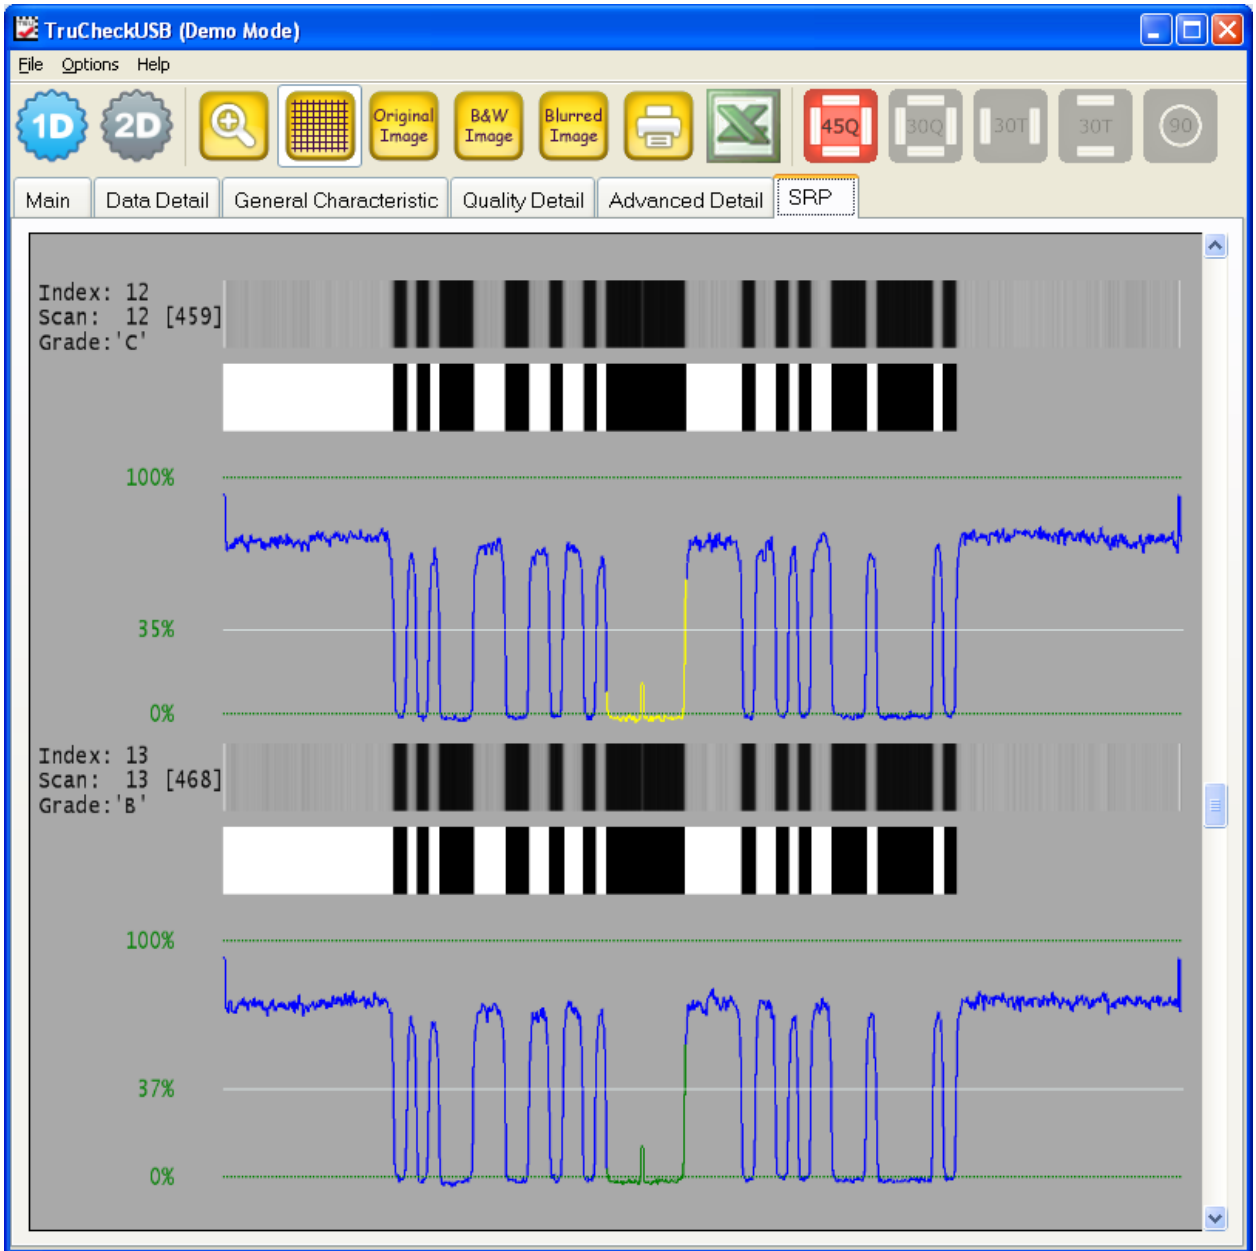 TruCheckUSB (Demo Mode)
File Options Help
1D 2D Original Image B&W Image Blurred Image 45Q 30Q 30T 30T 90
Main Data Detail General Characteristic Quality Detail Advanced Detail SRP
Index: 12
Scan: 12 [459]
Grade:'C'
100%
35%
0%
Index: 13
Scan: 13 [468]
Grade:'B'
100%
37%
0%